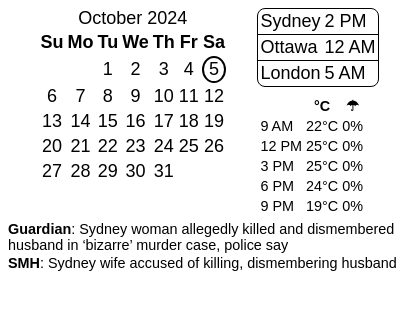 October 2024
Su Mo Tu We Th Fr Sa
1 2 3 4 5
6 7 8 9 10 11 12
13 14 15 16 17 18 19
20 21 22 23 24 25 26
27 28 29 30 31
Sydney 2 PM
Ottawa 12 AM
London 5 AM
°C ☂
9 AM 22°C 0%
12 PM 25°C 0%
3 PM 25°C 0%
6 PM 24°C 0%
9 PM 19°C 0%
Guardian: Sydney woman allegedly killed and dismembered
husband in ‘bizarre’ murder case, police say
SMH: Sydney wife accused of killing, dismembering husband